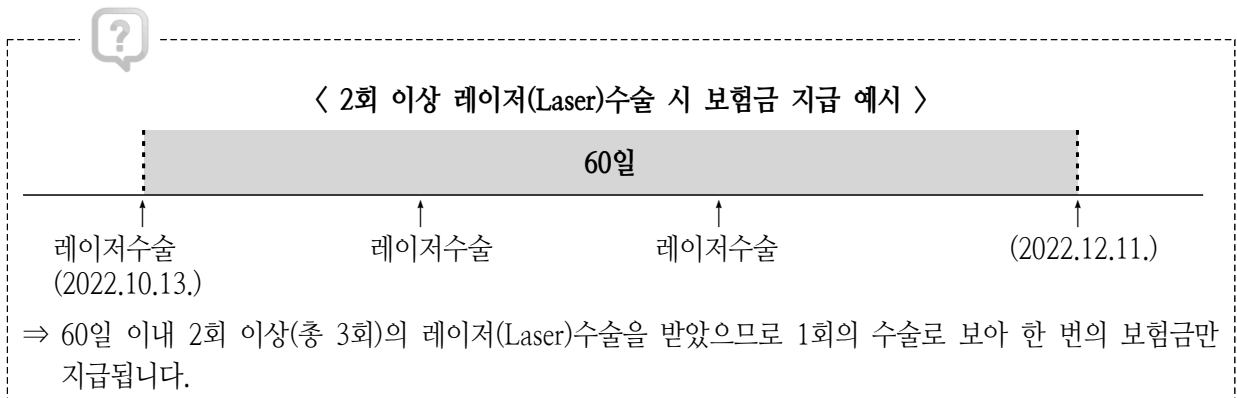 ?
〈 2회 이상 레이저(Laser)수술 시 보험금 지급 예시 〉
60일
레이저수술 레이저수술 레이저수술 (2022.12.11.)
(2022.10.13.)
⇒ 60일 이내 2회 이상(총 3회)의 레이저(Laser)수술을 받았으므로 1회의 수술로 보아 한 번의 보험금만
지급됩니다.